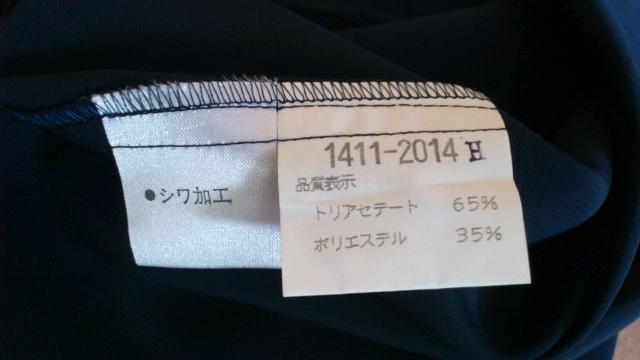 ●シワ加工
1411-2014 H
品質表示
トリアセテート 65%
ポリエステル 35%